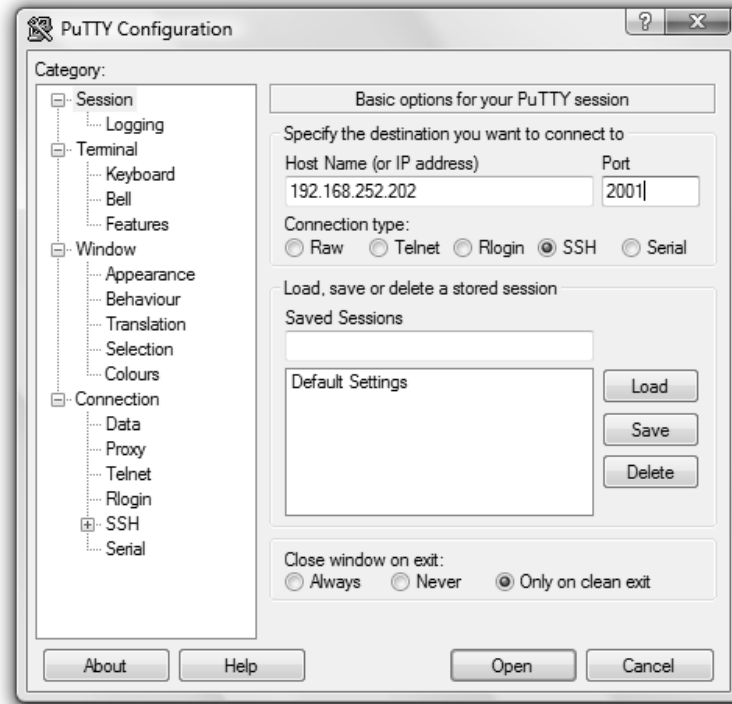 PuTTY Configuration
? X
Category:
Session
Logging
Terminal
Keyboard
Bell
Features
Window
Appearance
Behaviour
Translation
Selection
Colours
Connection
Data
Proxy
Telnet
Rlogin
SSH
Serial
Basic options for your PuTTY session
Specify the destination you want to connect to
Host Name (or IP address) Port
192.168.252.202 2001
Connection type:
Raw Telnet Rlogin SSH Serial
Load, save or delete a stored session
Saved Sessions
Default Settings
Load
Save
Delete
Close window on exit:
Always Never Only on clean exit
About Help Open Cancel